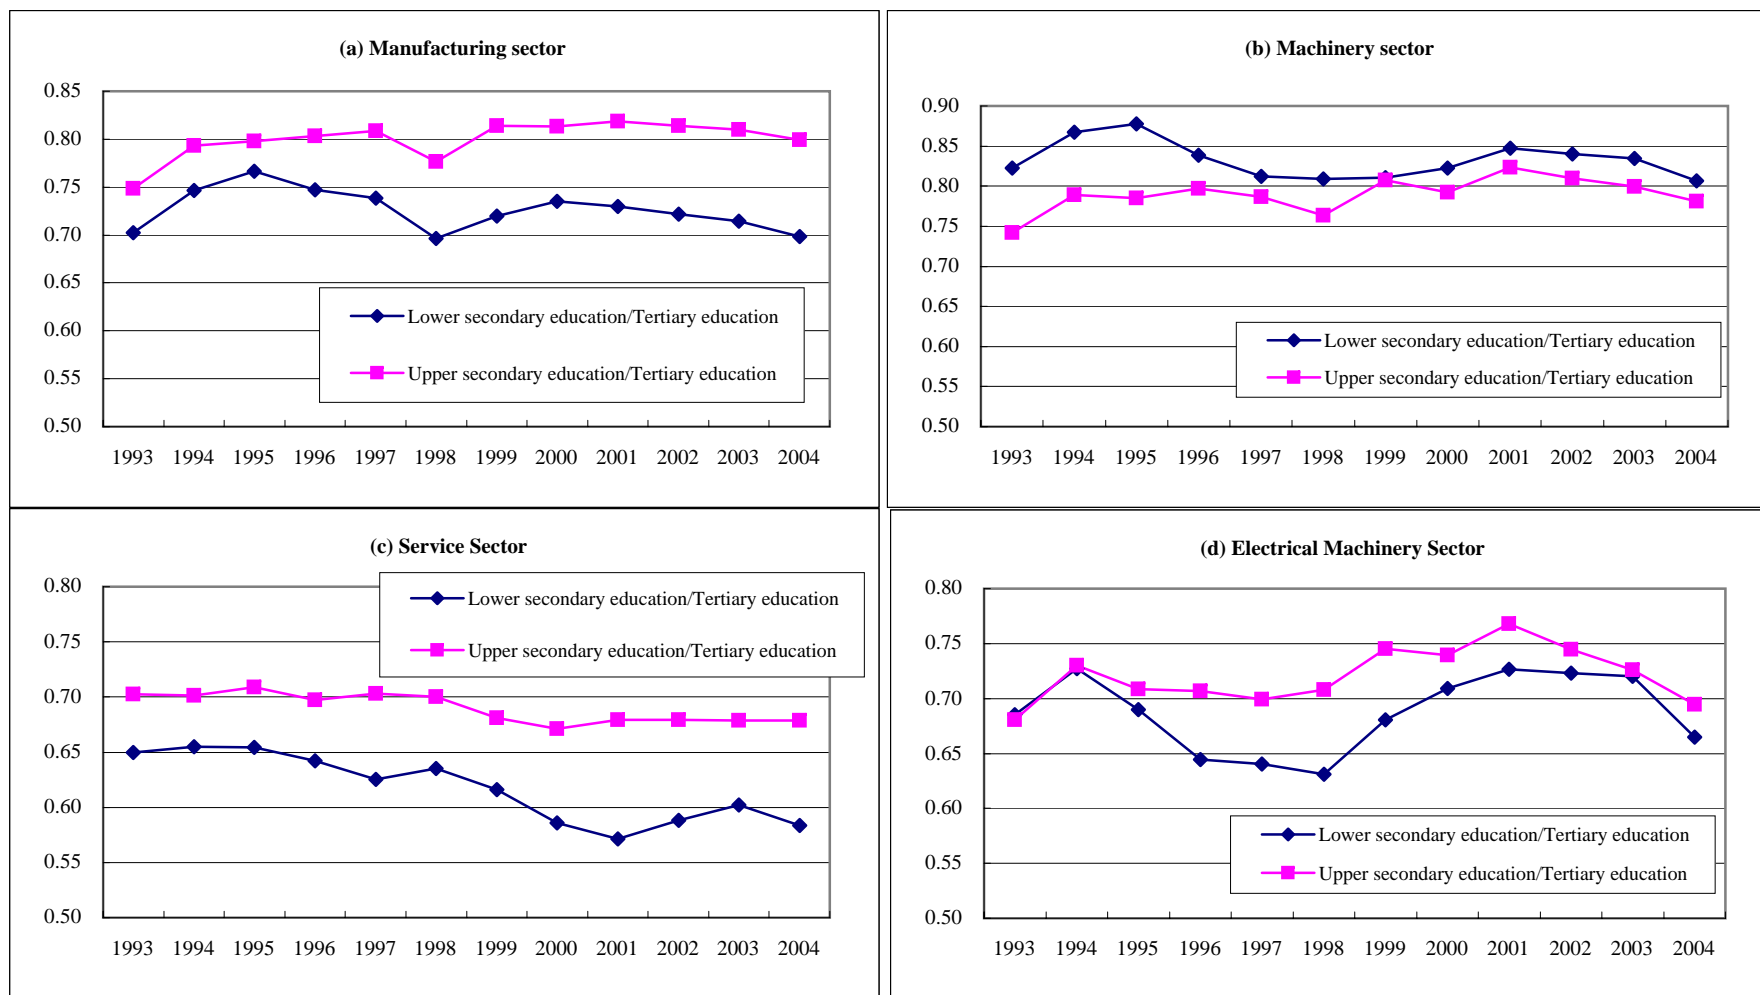 (a) Manufacturing sector
0.85
0.80
0.75
0.70
0.65
0.60
0.55
0.50
Lower secondary education/Tertiary education
Upper secondary education/Tertiary education
1993 1994 1995 1996 1997 1998 1999 2000 2001 2002 2003 2004
(b) Machinery sector
0.90
0.85
0.80
0.75
0.70
0.65
0.60
0.55
0.50
Lower secondary education/Tertiary education
Upper secondary education/Tertiary education
1993 1994 1995 1996 1997 1998 1999 2000 2001 2002 2003 2004
(c) Service Sector
0.80
0.75
0.70
0.65
0.60
0.55
0.50
Lower secondary education/Tertiary education
Upper secondary education/Tertiary education
1993 1994 1995 1996 1997 1998 1999 2000 2001 2002 2003 2004
(d) Electrical Machinery Sector
0.80
0.75
0.70
0.65
0.60
0.55
0.50
Lower secondary education/Tertiary education
Upper secondary education/Tertiary education
1993 1994 1995 1996 1997 1998 1999 2000 2001 2002 2003 2004